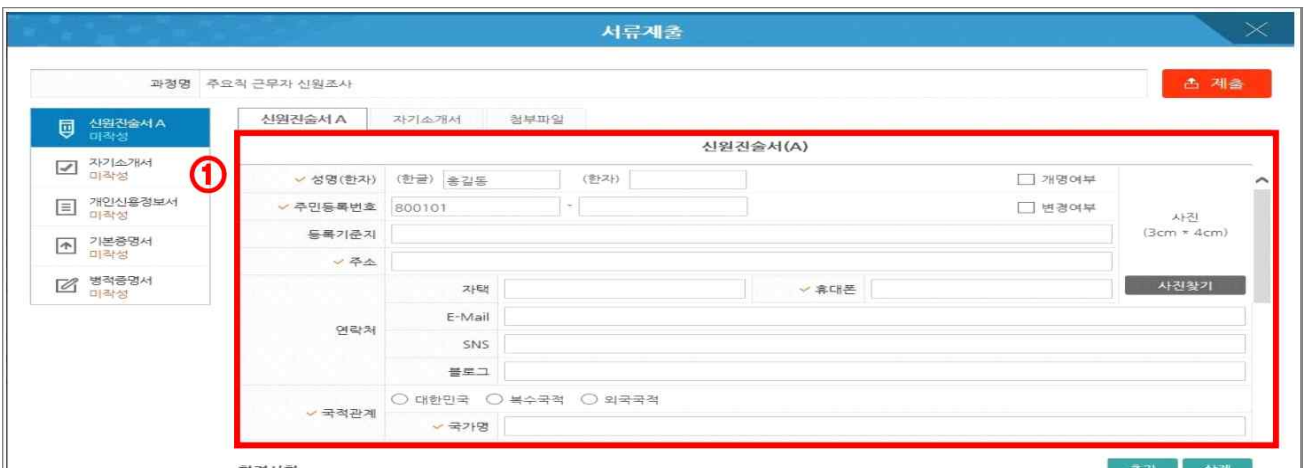 서류제출
과정명 주요직 근무자 신원조사 제출
신원진술서 A
미작성
자기소개서
미작성
개인신용정보서
미작성
기본증명서
미작성
병적증명서
미작성
신원진술서 A 자기소개서 첨부파일
①
신원진술서(A)
성명(한자) (한글) 홍길동 (한자) 개명여부
주민등록번호 800101 - 변경여부
사진
(3cm * 4cm)
등록기준지
주소
사진찾기
연락처
자택 휴대폰
E-Mail
SNS
블로그
국적관계
대한민국 복수국적 외국국적
국가명